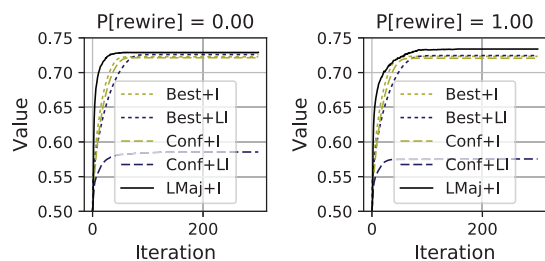 P[rewire] = 0.00
0.75
0.70
0.65
0.60
0.55
0.50
Value
Best+I
Best+LI
Conf+I
Conf+LI
LMaj+I
0
200
Iteration
P[rewire] = 1.00
0.75
0.70
0.65
0.60
0.55
0.50
Value
Best+I
Best+LI
Conf+I
Conf+LI
LMaj+I
0
200
Iteration